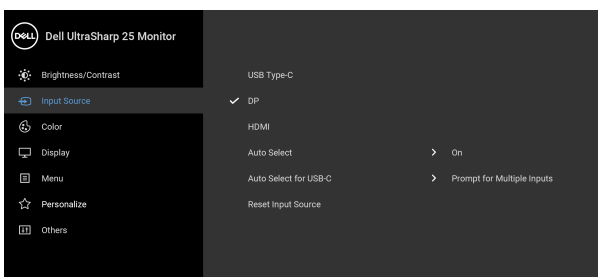 DELL Dell UltraSharp 25 Monitor
Brightness/Contrast USB Type-C
Input Source DP
Color HDMI
Display Auto Select On
Menu Auto Select for USB-C Prompt for Multiple Inputs
Personalize Reset Input Source
Others